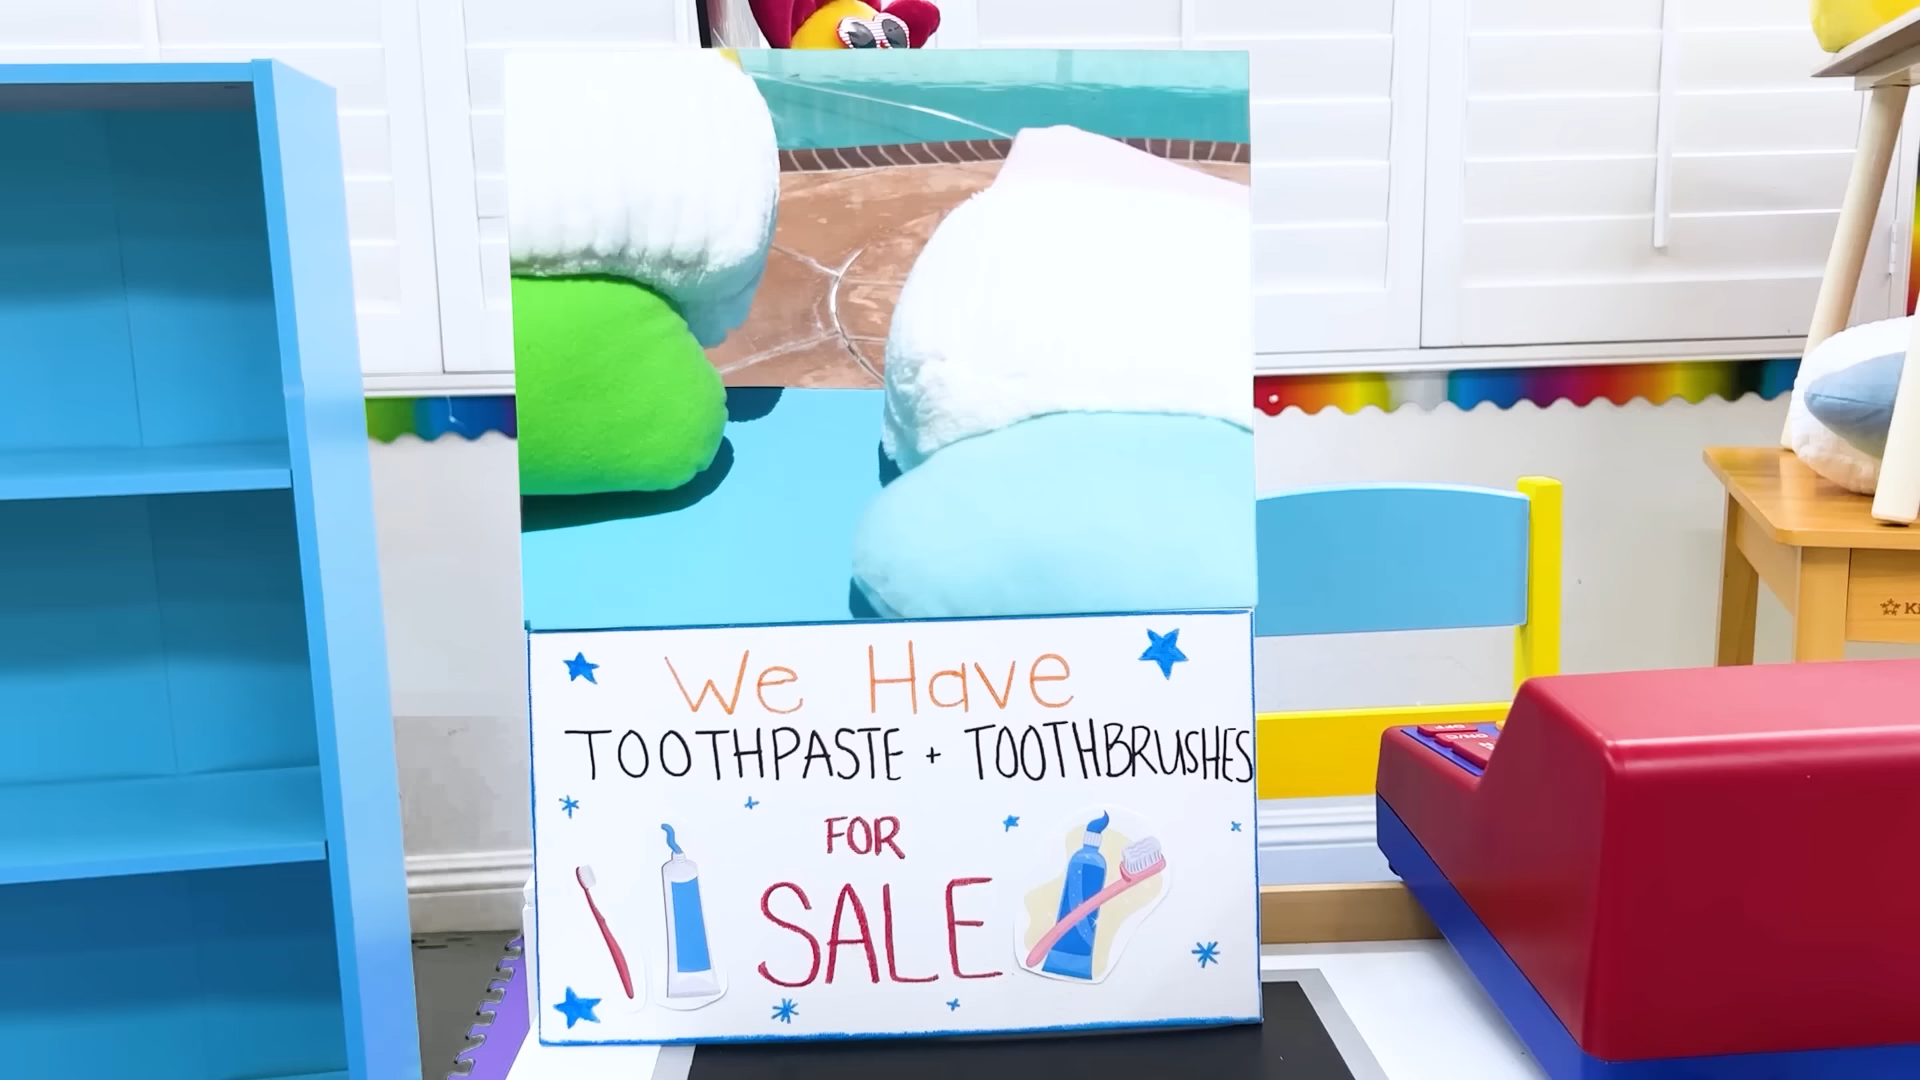 We Have
TOOTHPASTE + TOOTHBRUSHES
FOR
SALE